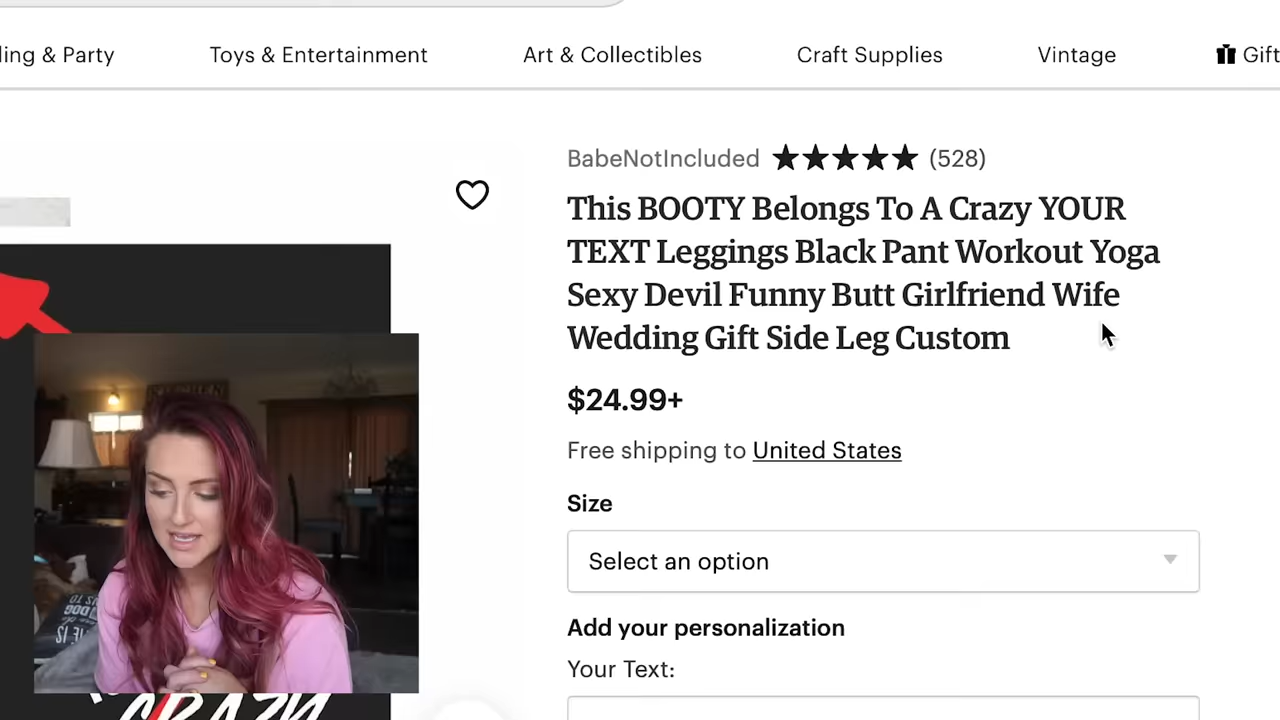 ling & Party Toys & Entertainment Art & Collectibles Craft Supplies Vintage Gift
BabeNotIncluded ★★★★★ (528)
This BOOTY Belongs To A Crazy YOUR
TEXT Leggings Black Pant Workout Yoga
Sexy Devil Funny Butt Girlfriend Wife
Wedding Gift Side Leg Custom
$24.99+
Free shipping to United States
Size
Select an option
Add your personalization
Your Text:
CRAZY